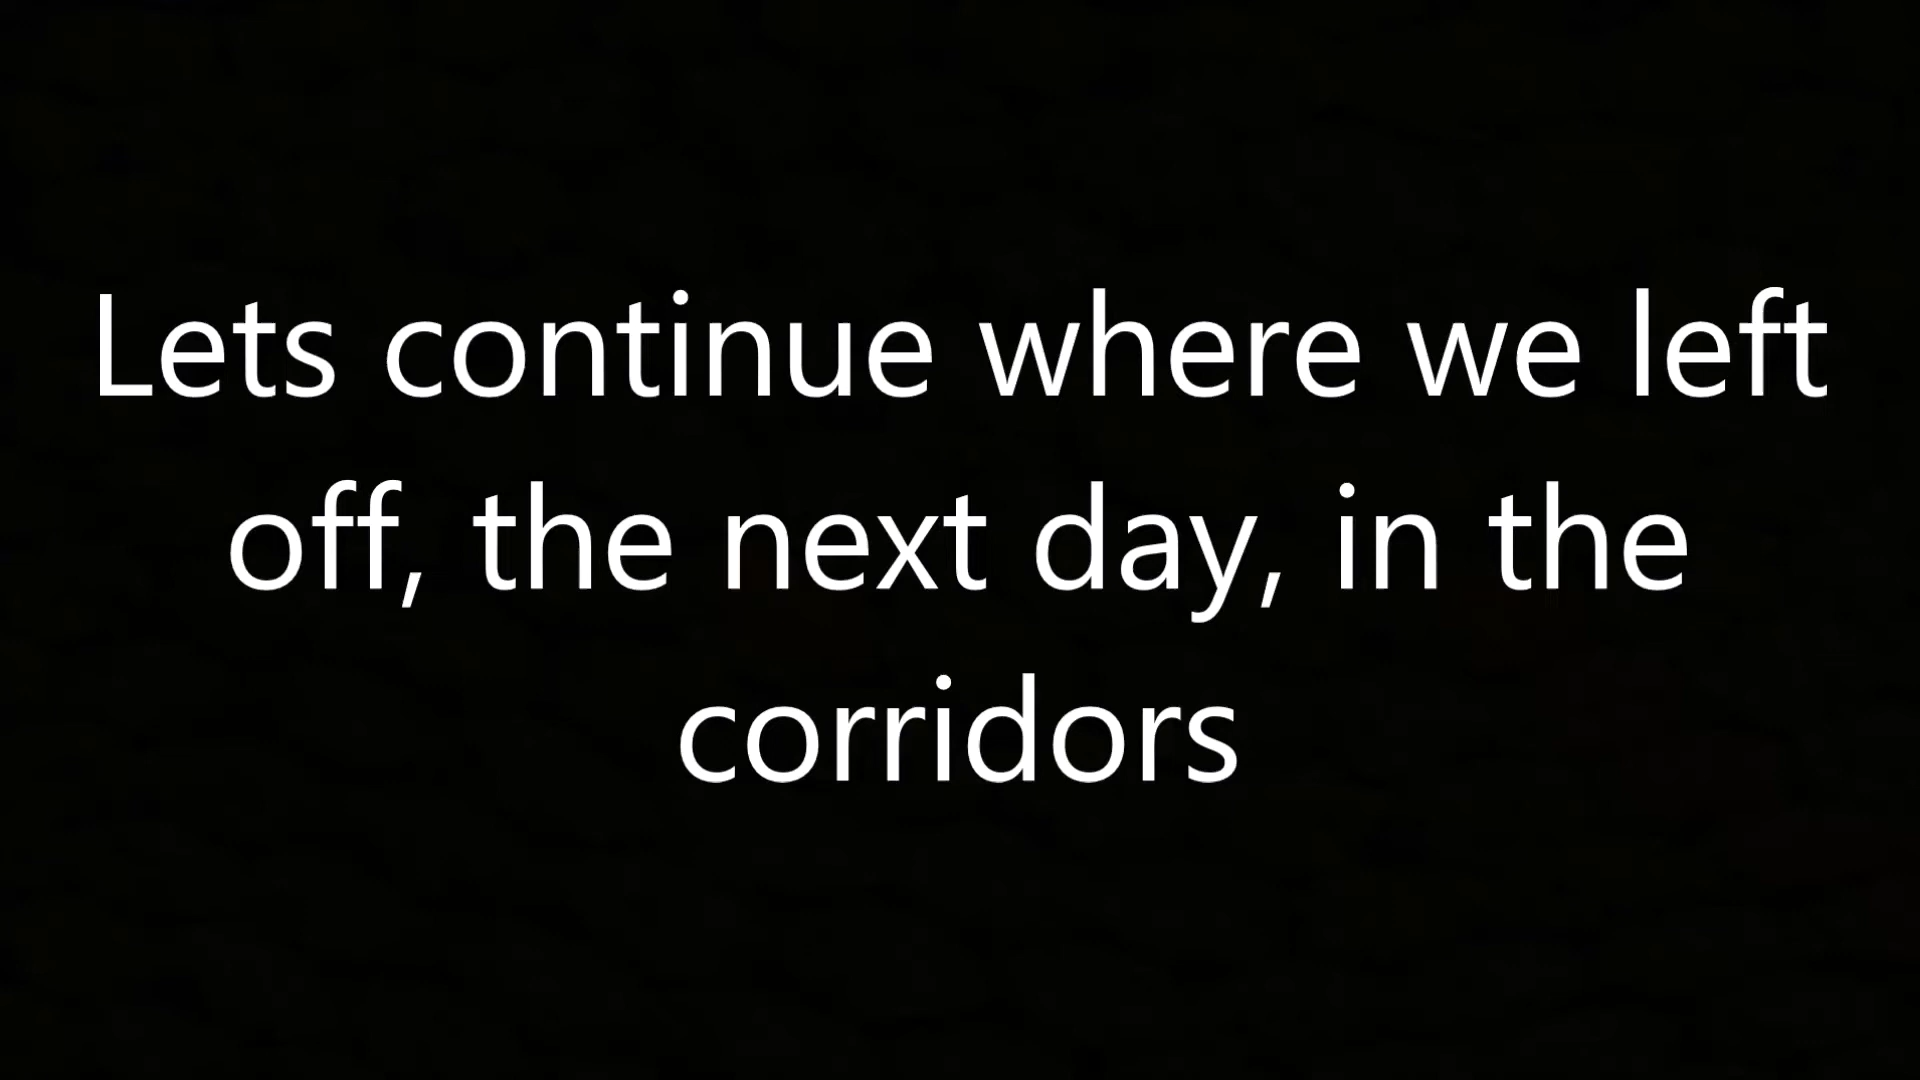 Lets continue where we left
off, the next day, in the
corridors